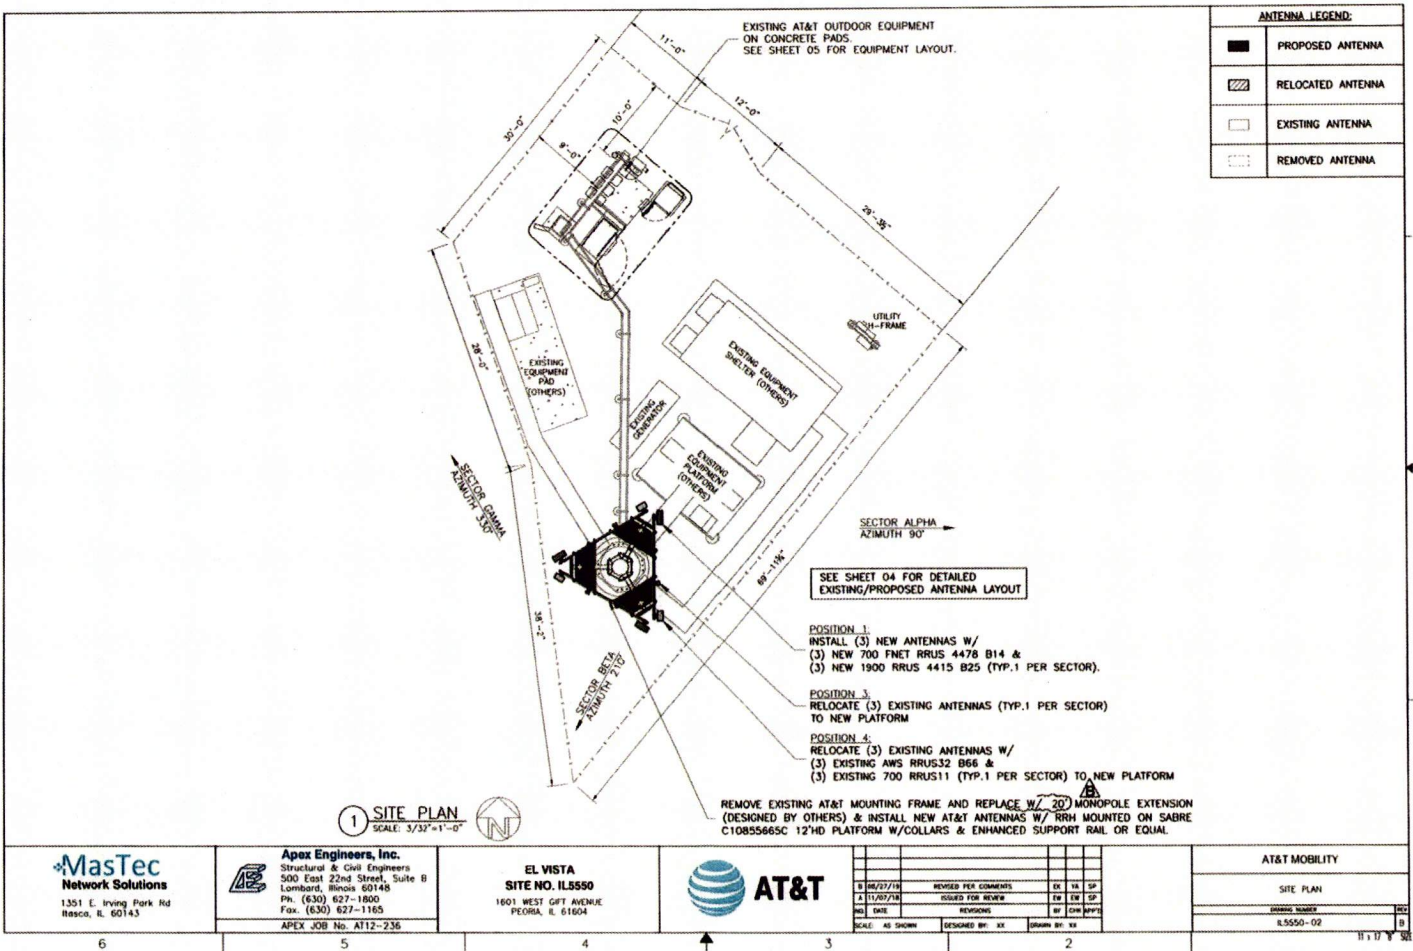 EXISTING AT&T OUTDOOR EQUIPMENT
ON CONCRETE PADS.
SEE SHEET 05 FOR EQUIPMENT LAYOUT.
ANTENNA LEGEND:
PROPOSED ANTENNA
RELOCATED ANTENNA
EXISTING ANTENNA
REMOVED ANTENNA
11'-0"
12'-0"
30'-0"
10'-0"
9'-0"
28'-0"
UTILITY
H-FRAME
EXISTING EQUIPMENT
SHELTER (OTHERS)
EXISTING
EQUIPMENT
PAD
(OTHERS)
EXISTING
GENERATOR
EXISTING
EQUIPMENT
PLATFORM
(OTHERS)
SECTOR GAMMA
AZIMUTH 330°
SECTOR ALPHA
AZIMUTH 90°
38'-2"
SECTOR BETA
AZIMUTH 210°
SEE SHEET 04 FOR DETAILED
EXISTING/PROPOSED ANTENNA LAYOUT
POSITION 1:
INSTALL (3) NEW ANTENNAS W/
(3) NEW 700 FNET RRUS 4478 B14 &
(3) NEW 1900 RRUS 4415 B25 (TYP.1 PER SECTOR).
POSITION 3:
RELOCATE (3) EXISTING ANTENNAS (TYP.1 PER SECTOR)
TO NEW PLATFORM
POSITION 4:
RELOCATE (3) EXISTING ANTENNAS W/
(3) EXISTING AWS RRUS32 B66 &
(3) EXISTING 700 RRUS11 (TYP.1 PER SECTOR) TO NEW PLATFORM
B
REMOVE EXISTING AT&T MOUNTING FRAME AND REPLACE W/ 20' MONOPOLE EXTENSION
(DESIGNED BY OTHERS) & INSTALL NEW AT&T ANTENNAS W/ RRH MOUNTED ON SABRE
C10855665C 12'HD PLATFORM W/COLLARS & ENHANCED SUPPORT RAIL OR EQUAL.
1 SITE PLAN
SCALE: 3/32"=1'-0"
N
MasTec
Network Solutions
1351 E. Irving Park Rd
Itasca, IL 60143
AE
Apex Engineers, Inc.
Structural & Civil Engineers
500 East 22nd Street, Suite B
Lombard, Illinois 60148
Ph. (630) 627-1800
Fax. (630) 627-1165
APEX JOB No. AT12-236
EL VISTA
SITE NO. IL5550
1601 WEST GIFT AVENUE
PEORIA, IL 61604
AT&T
B 08/27/19 REVISED PER COMMENTS EK YA SP
A 11/07/18 ISSUED FOR REVIEW EW EW SP
NO. DATE REVISIONS BY CHK APP'D
SCALE: AS SHOWN DESIGNED BY: XX DRAWN BY: XX
AT&T MOBILITY
SITE PLAN
DRAWING NUMBER REV
IL5550-02 B
6 5 4 3 2